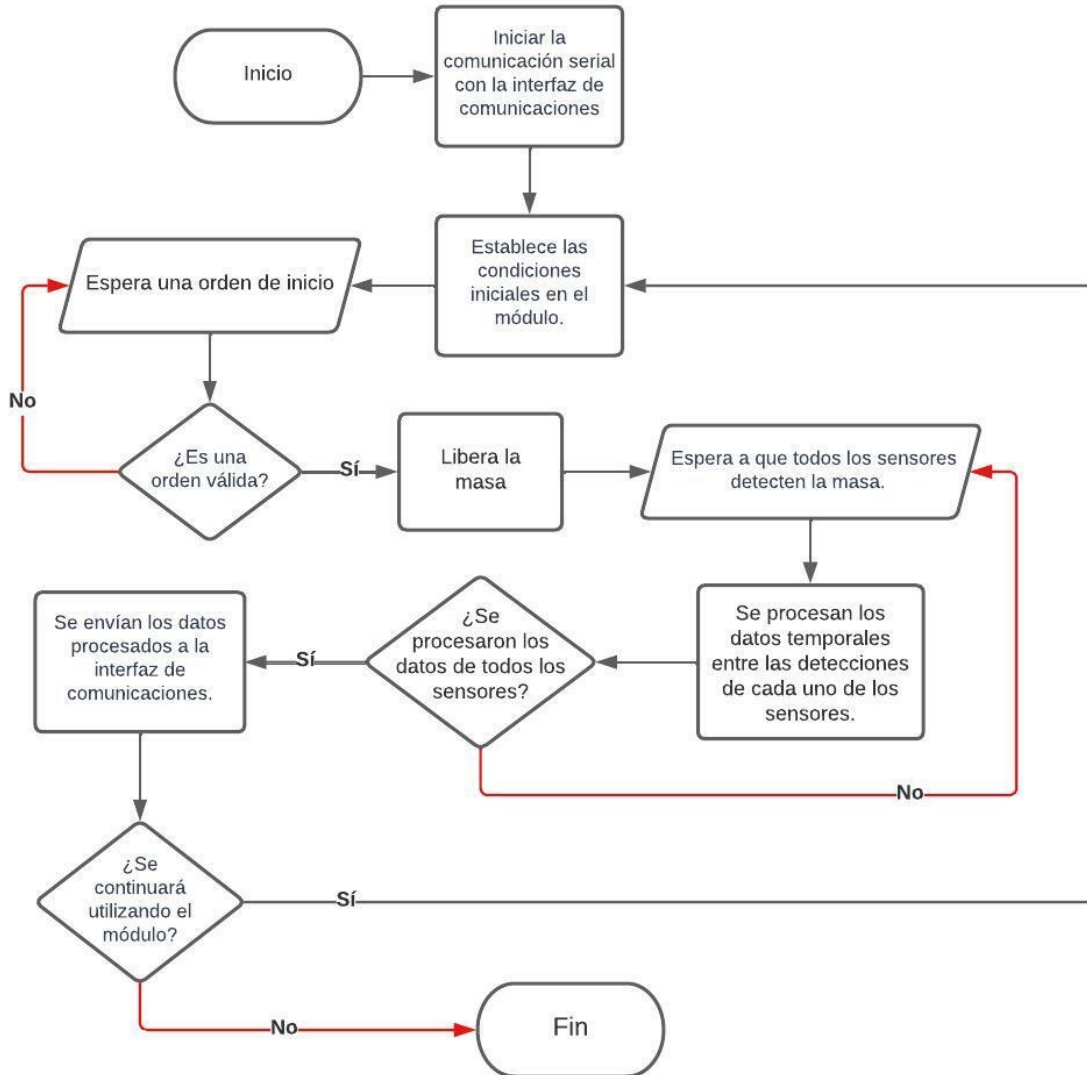 Inicio
Iniciar la
comunicación serial
con la interfaz de
comunicaciones
Establece las
condiciones
iniciales en el
módulo.
Espera una orden de inicio
No
¿Es una
orden válida?
Sí
Libera la
masa
Espera a que todos los sensores
detecten la masa.
Se procesan los
datos temporales
entre las detecciones
de cada uno de los
sensores.
¿Se
procesaron los
datos de todos los
sensores?
Sí
No
Se envían los datos
procesados a la
interfaz de
comunicaciones.
¿Se
continuará
utilizando el
módulo?
Sí
No
Fin